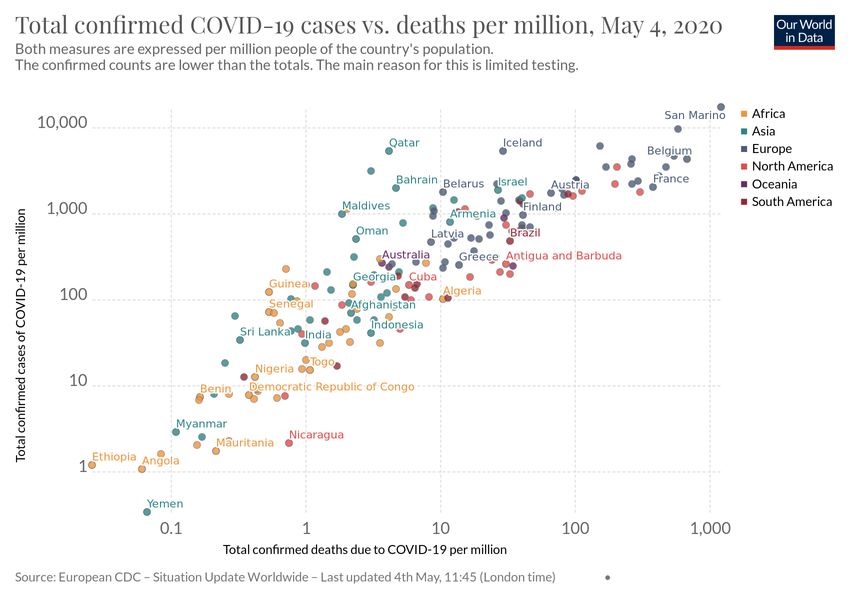 Total confirmed COVID-19 cases vs. deaths per million, May 4, 2020
Both measures are expressed per million people of the country's population.
The confirmed counts are lower than the totals. The main reason for this is limited testing.
Our World
in Data
Total confirmed cases of COVID-19 per million
10,000
1,000
100
10
1
San Marino
Qatar
Iceland
Belgium
Bahrain
Belarus
Israel
Austria
France
Maldives
Armenia
Finland
Oman
Latvia
Brazil
Australia
Greece
Antigua and Barbuda
Guinea
Georgia
Cuba
Algeria
Senegal
Afghanistan
Sri Lanka
India
Indonesia
Nigeria
Togo
Benin
Democratic Republic of Congo
Myanmar
Nicaragua
Mauritania
Ethiopia
Angola
Yemen
0.1
1
10
100
1,000
Total confirmed deaths due to COVID-19 per million
Africa
Asia
Europe
North America
Oceania
South America
Source: European CDC – Situation Update Worldwide – Last updated 4th May, 11:45 (London time)